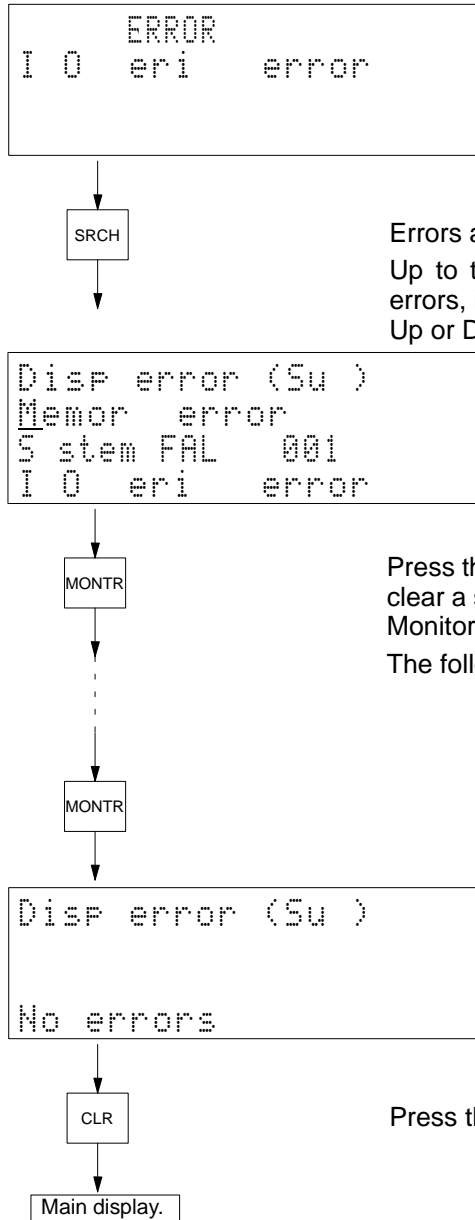 ERROR
I O eri error
SRCH
Errors a
Up to t
errors,
Up or D
Disp error (Su )
Memor error
S stem FAL 001
I O eri error
MONTR
Press th
clear a s
Monitor
The foll
MONTR
Disp error (Su )
No errors
CLR
Press th
Main display.